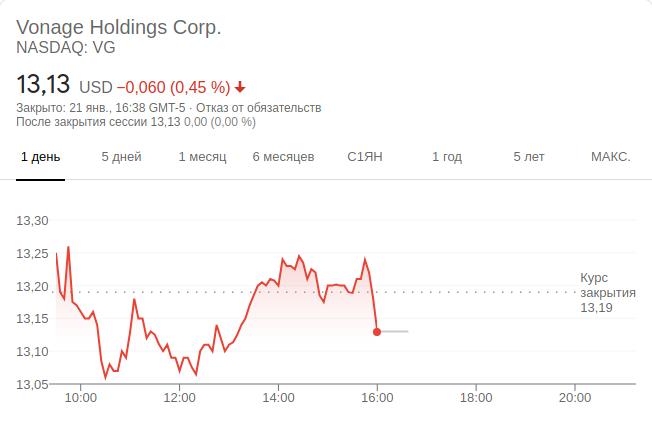 Vonage Holdings Corp.
NASDAQ: VG
13,13 USD −0,060 (0,45 %)
Закрыто: 21 янв., 16:38 GMT-5 · Отказ от обязательств
После закрытия сессии 13,13 0,00 (0,00 %)
1 день 5 дней 1 месяц 6 месяцев С1ЯН 1 год 5 лет МАКС.
13,30
13,25
13,20
13,15
13,10
13,05
Курс
закрытия
13,19
10:00 12:00 14:00 16:00 18:00 20:00